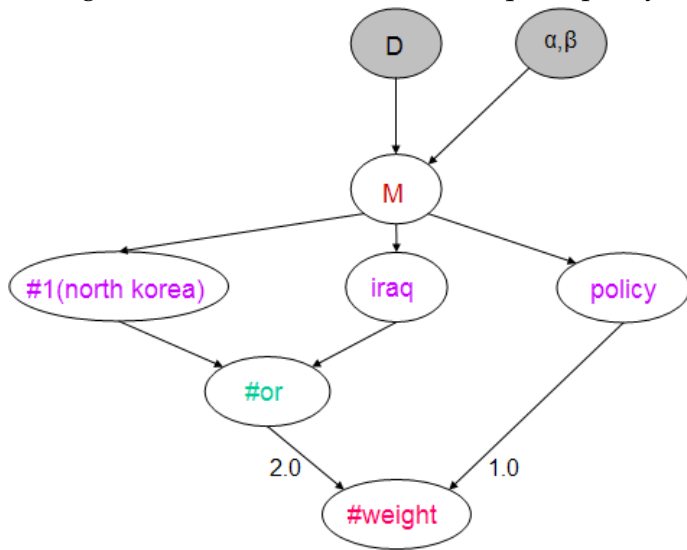 D
α,β
M
#1(north korea)
iraq
policy
#or
2.0
1.0
#weight